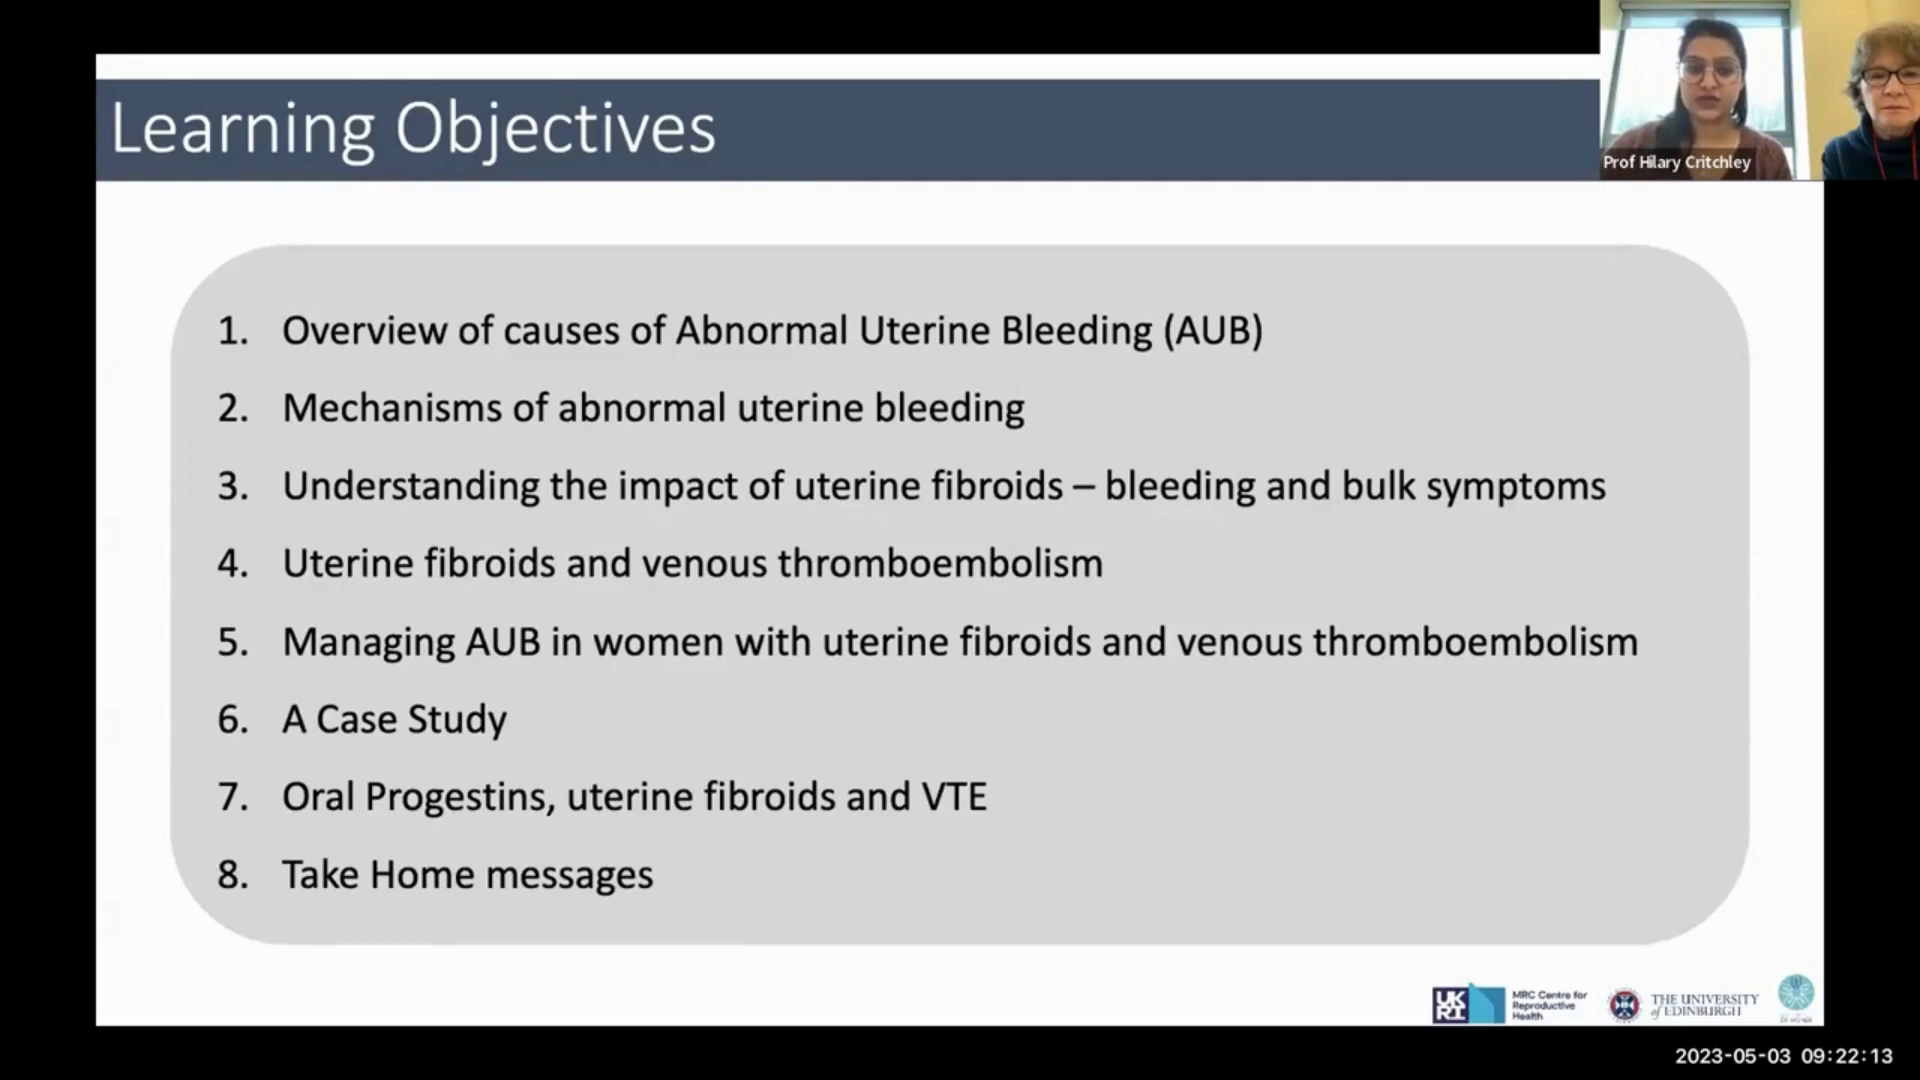 Learning Objectives
Prof Hilary Critchley
1. Overview of causes of Abnormal Uterine Bleeding (AUB)
2. Mechanisms of abnormal uterine bleeding
3. Understanding the impact of uterine fibroids – bleeding and bulk symptoms
4. Uterine fibroids and venous thromboembolism
5. Managing AUB in women with uterine fibroids and venous thromboembolism
6. A Case Study
7. Oral Progestins, uterine fibroids and VTE
8. Take Home messages
UK
RI
MRC Centre for
Reproductive
Health
THE UNIVERSITY
of EDINBURGH
2023-05-03 09:22:13